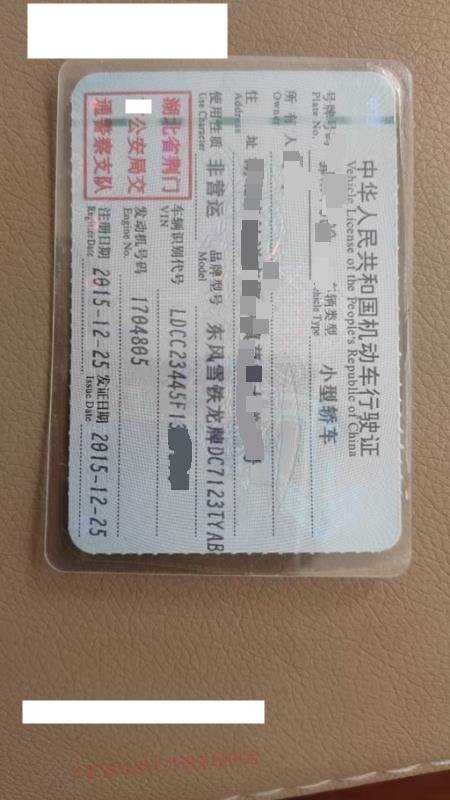 中华人民共和国机动车行驶证
Vehicle License of the People's Republic of China
号牌号码
Plate No.
车辆类型
Vehicle Type
小型轿车
所有人
Owner
住址
Address
使用性质
Use Character
非营运
品牌型号
Model
东风雪铁龙牌DC7123TYAB
湖北省荆门
公安局交
通警察支队
车辆识别代号
VIN
LDCC23445F13
发动机号码
Engine No.
1704805
注册日期
Register Date
2015-12-25
发证日期
Issue Date
2015-12-25